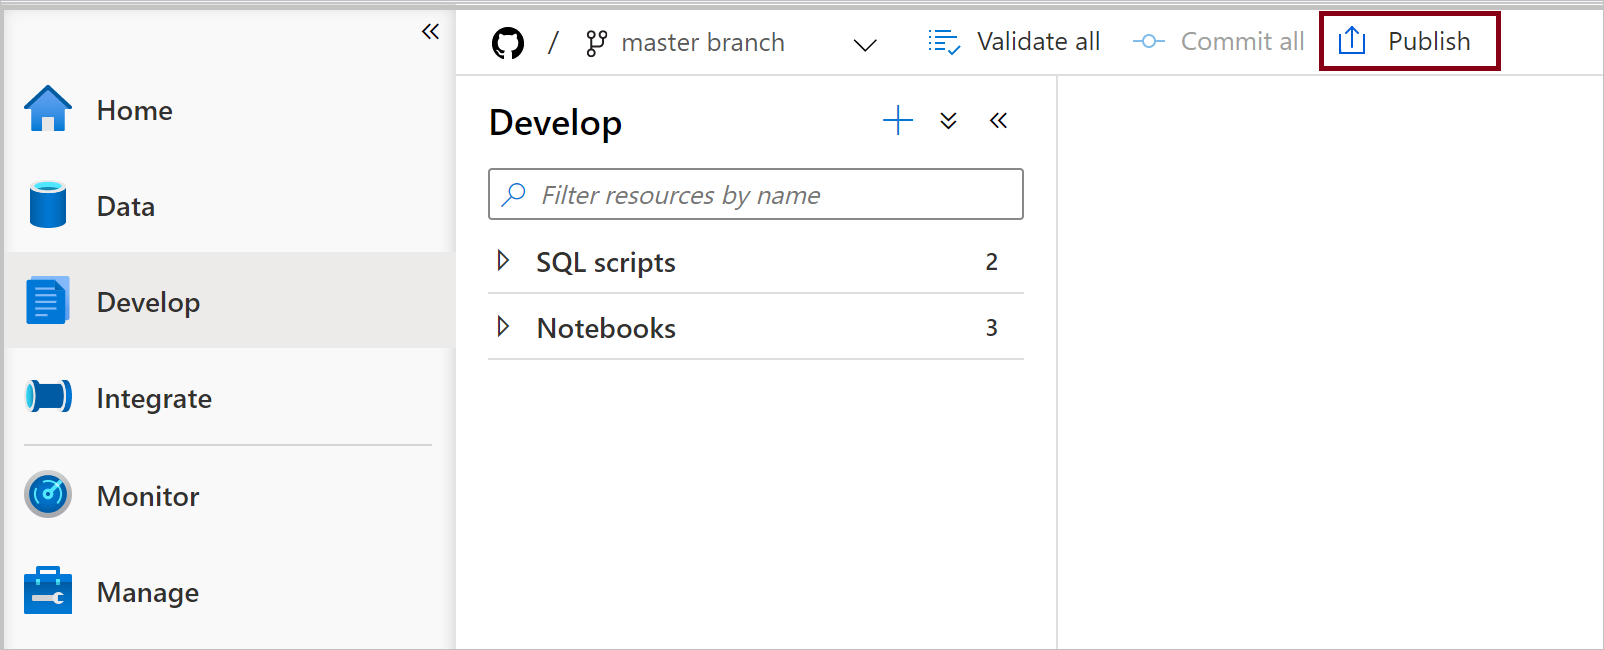 / master branch Validate all Commit all Publish
Home
Data
Develop
Integrate
Monitor
Manage
Develop
Filter resources by name
SQL scripts 2
Notebooks 3